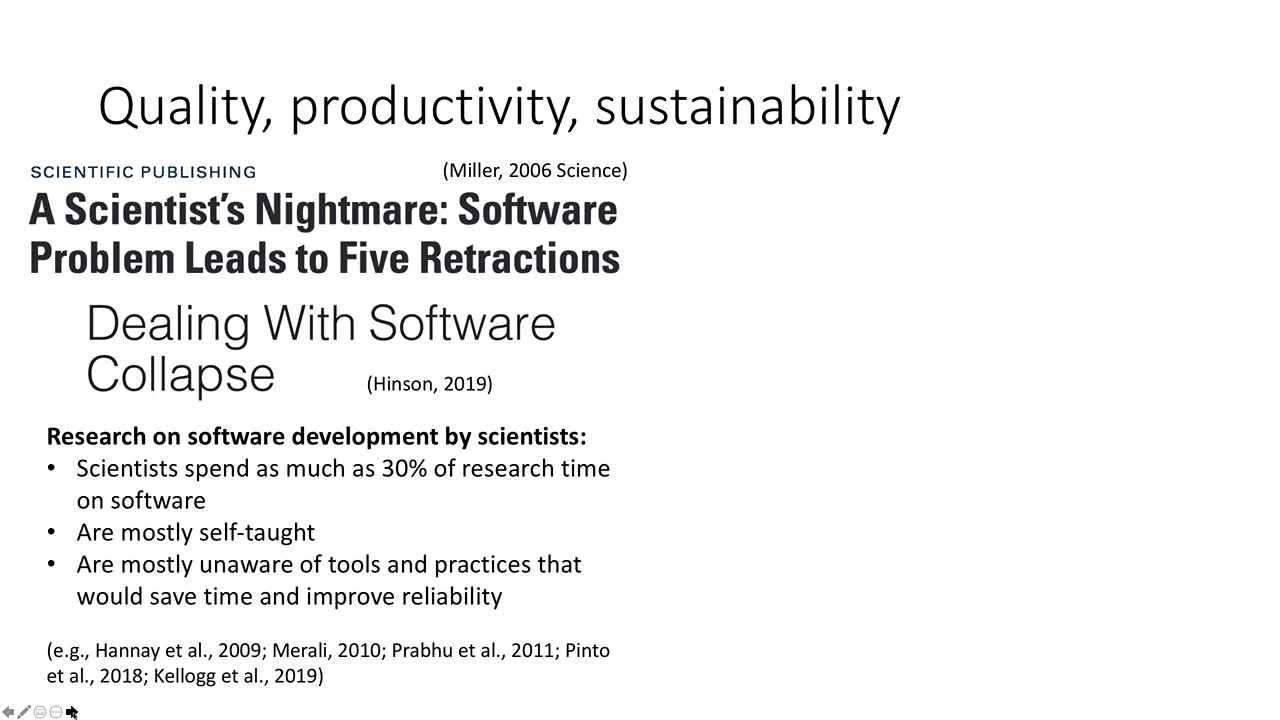 Quality, productivity, sustainability
SCIENTIFIC PUBLISHING
(Miller, 2006 Science)
A Scientist's Nightmare: Software
Problem Leads to Five Retractions
Dealing With Software
Collapse
(Hinson, 2019)
Research on software development by scientists:
• Scientists spend as much as 30% of research time
on software
• Are mostly self-taught
• Are mostly unaware of tools and practices that
would save time and improve reliability
(e.g., Hannay et al., 2009; Merali, 2010; Prabhu et al., 2011; Pinto
et al., 2018; Kellogg et al., 2019)